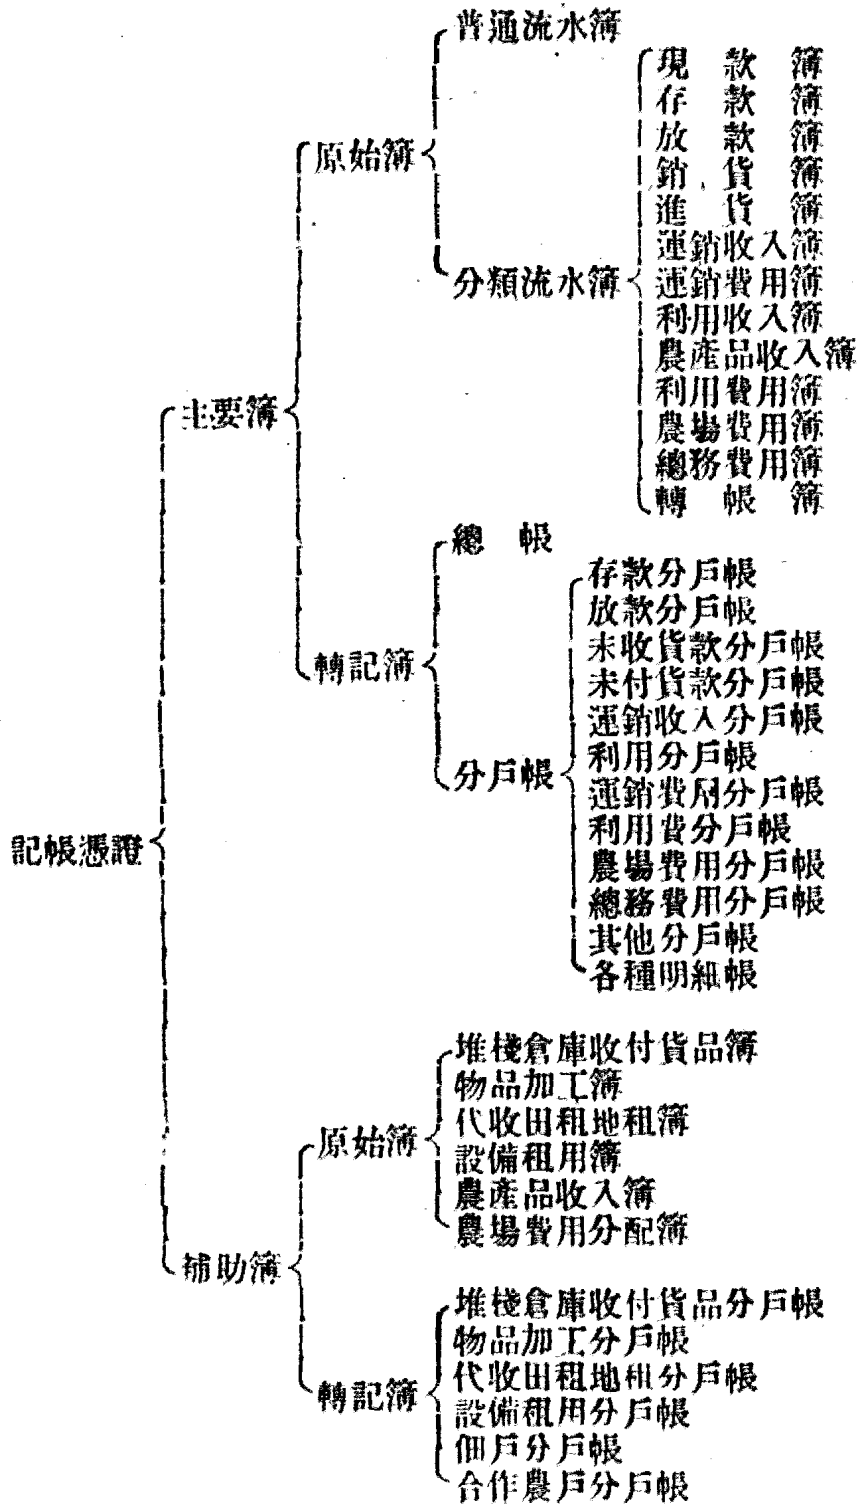 記帳憑證
主要簿
原始簿
普通流水簿
分類流水簿
現款簿
存款簿
放款簿
銷貨簿
進貨簿
運銷收入簿
運銷費用簿
利用收入簿
農產品收入簿
利用費用簿
農場費用簿
總務費用簿
轉帳簿
轉記簿
總帳
分戶帳
存款分戶帳
放款分戶帳
未收貨款分戶帳
未付貨款分戶帳
運銷收入分戶帳
利用分戶帳
運銷費用分戶帳
利用費分戶帳
農場費用分戶帳
總務費用分戶帳
其他分戶帳
各種明細帳
補助簿
原始簿
堆棧倉庫收付貨品簿
物品加工簿
代收田租地租簿
設備租用簿
農產品收入簿
農場費用分配簿
轉記簿
堆棧倉庫收付貨品分戶帳
物品加工分戶帳
代收田租地租分戶帳
設備租用分戶帳
佃戶分戶帳
合作農戶分戶帳